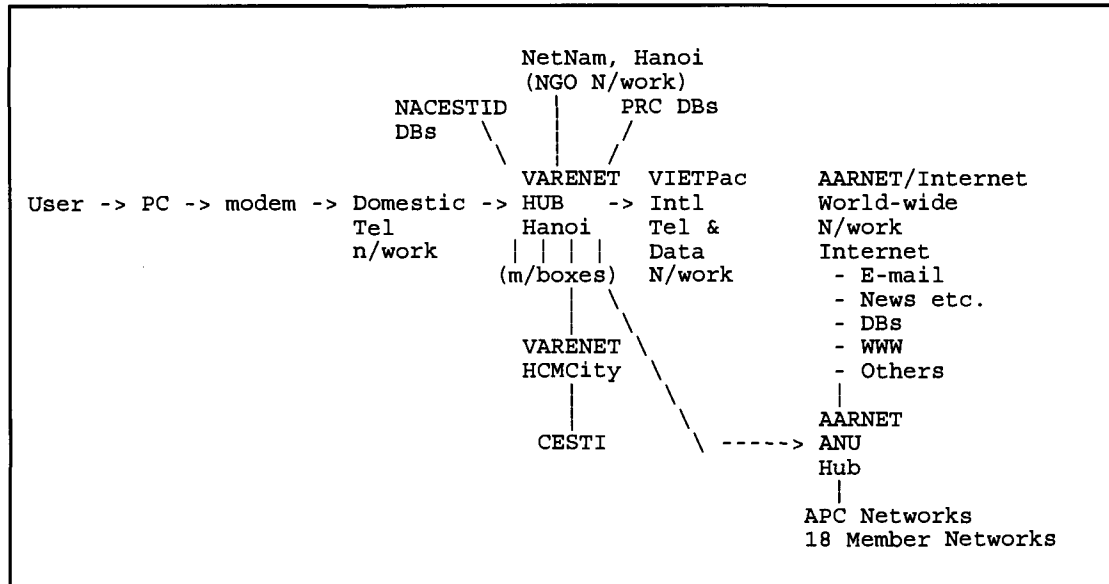 NetNam, Hanoi
(NGO N/work)
NACESTID
DBs
PRC DBs
User -> PC -> modem -> Domestic -> HUB -> Intl World-wide
Tel
n/work
VARENET
Hanoi
(m/boxes)
VIETPac
Tel &
Data
N/work
AARNET/Internet
N/work
Internet
- E-mail
- News etc.
- DBs
- WWW
- Others
VARENET
HCMCity
CESTI
-----> ANU
AARNET
Hub
APC Networks
18 Member Networks